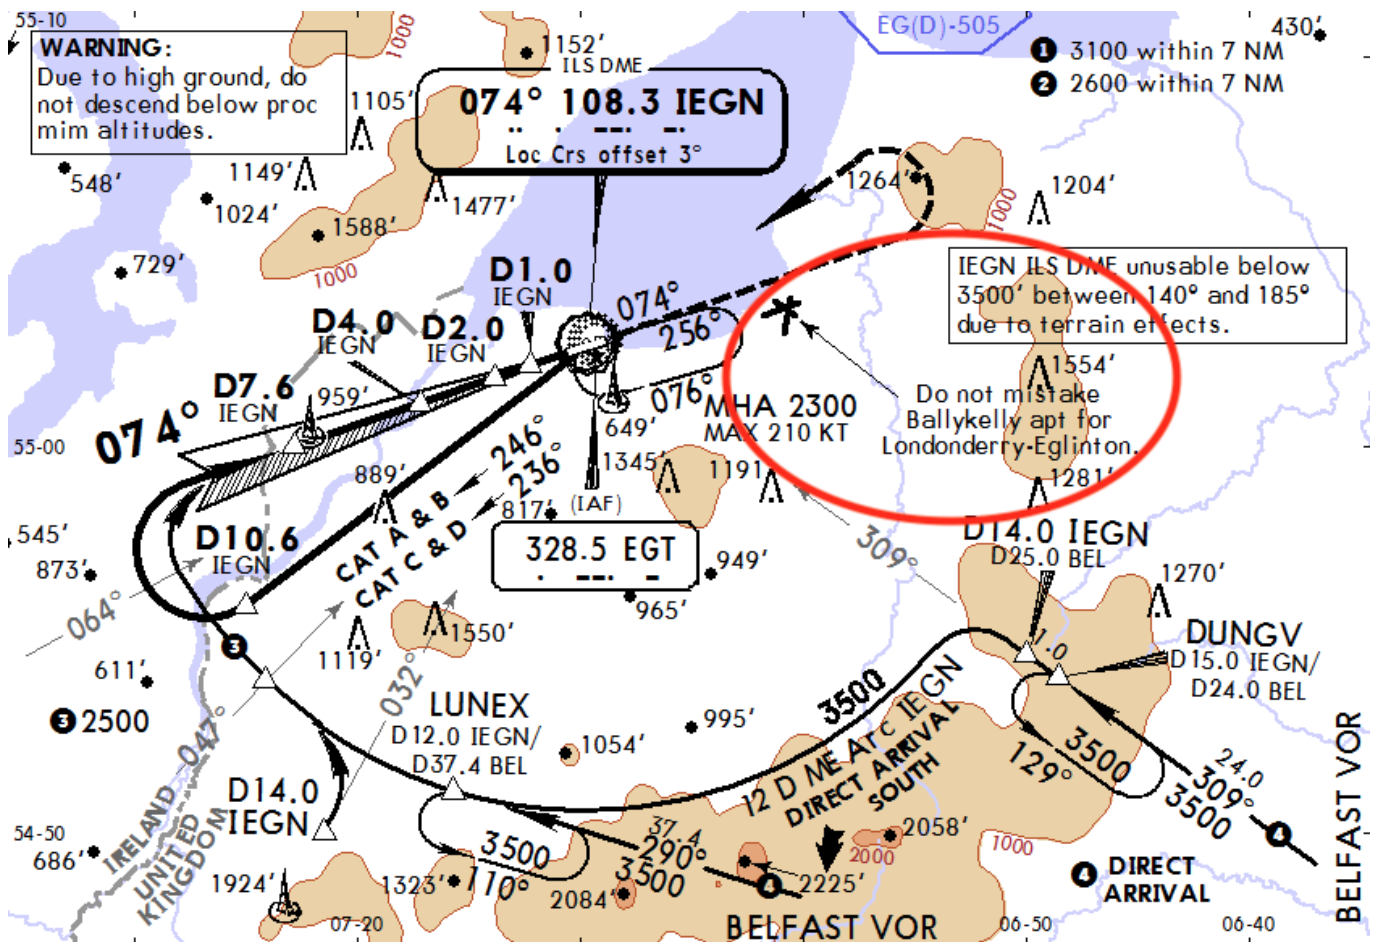 55-10
WARNING:
Due to high ground, do
not descend below proc
mim altitudes.
1000
1152'
ILS DME
074° 108.3 IEGN
Loc Crs offset 3°
EG(D)-505
1 3100 within 7 NM
2 2600 within 7 NM
430'
1105'
1149'
548'
1024'
1477'
1588'
1000
729'
1264'
1204'
1000
IEGN ILS DME unusable below
3500' between 140° and 185°
due to terrain effects.
D1.0
IEGN
D2.0
IEGN
D4.0
IEGN
D7.6
IEGN
959'
074°
074°
256°
076°
MHA 2300
MAX 210 KT
649'
1554'
Do not mistake
Ballykelly apt for
Londonderry-Eglinton.
1281'
55-00
1345'
1191'
889'
246°
236°
CAT A & B
CAT C & D
817'
(IAF)
328.5 EGT
309°
D14.0 IEGN
D25.0 BEL
545'
873'
D10.6
IEGN
064°
949'
965'
1270'
1550'
1119'
032°
3
611'
3 2500
047°
DUNGV
D15.0 IEGN/
D24.0 BEL
1.0
LUNEX
D12.0 IEGN/
D37.4 BEL
995'
1054'
3500
12 DME Arc IEGN
DIRECT ARRIVAL
SOUTH
3500
129°
24.0
309°
3500
4
BELFAST VOR
D14.0
IEGN
IRELAND
UNITED
KINGDOM
54-50
686'
1924'
1323'
3500
110°
37.4
290°
3500
4
2084'
2225'
2058'
2000
1000
4 DIRECT
ARRIVAL
BELFAST VOR
07-20
06-50
06-40